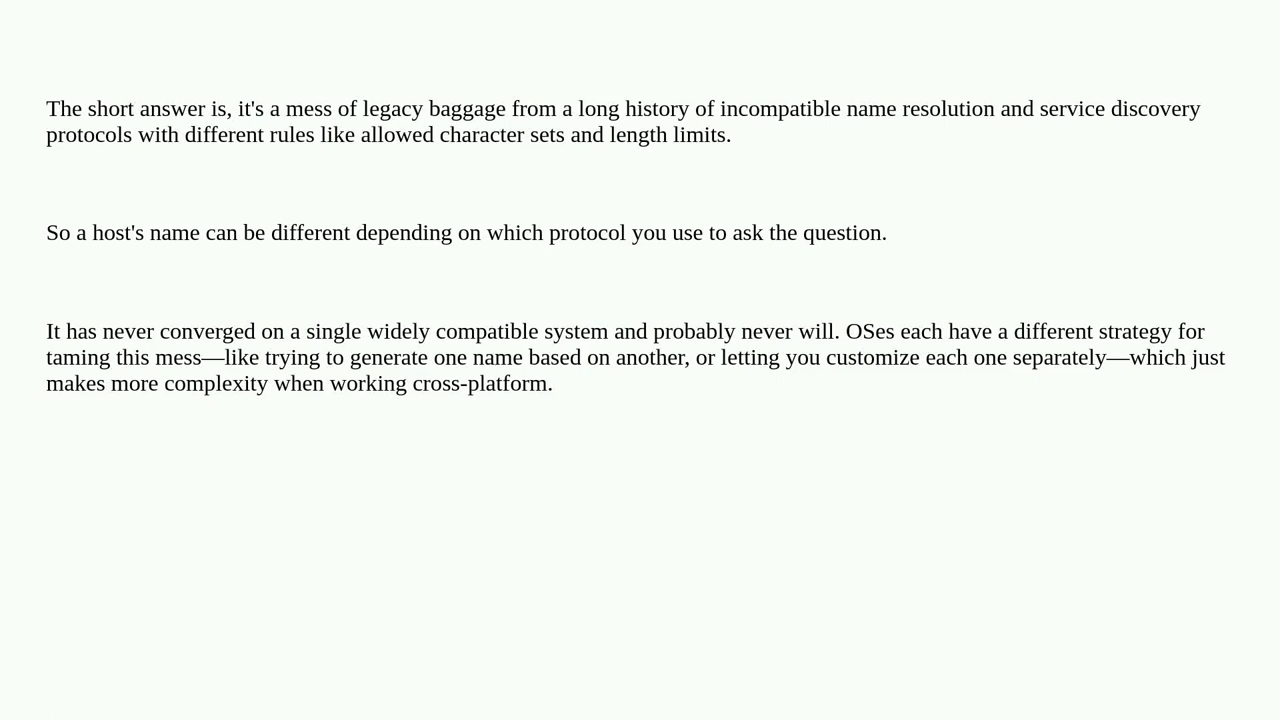 The short answer is, it's a mess of legacy baggage from a long history of incompatible name resolution and service discovery
protocols with different rules like allowed character sets and length limits.
So a host's name can be different depending on which protocol you use to ask the question.
It has never converged on a single widely compatible system and probably never will. OSes each have a different strategy for
taming this mess—like trying to generate one name based on another, or letting you customize each one separately—which just
makes more complexity when working cross-platform.